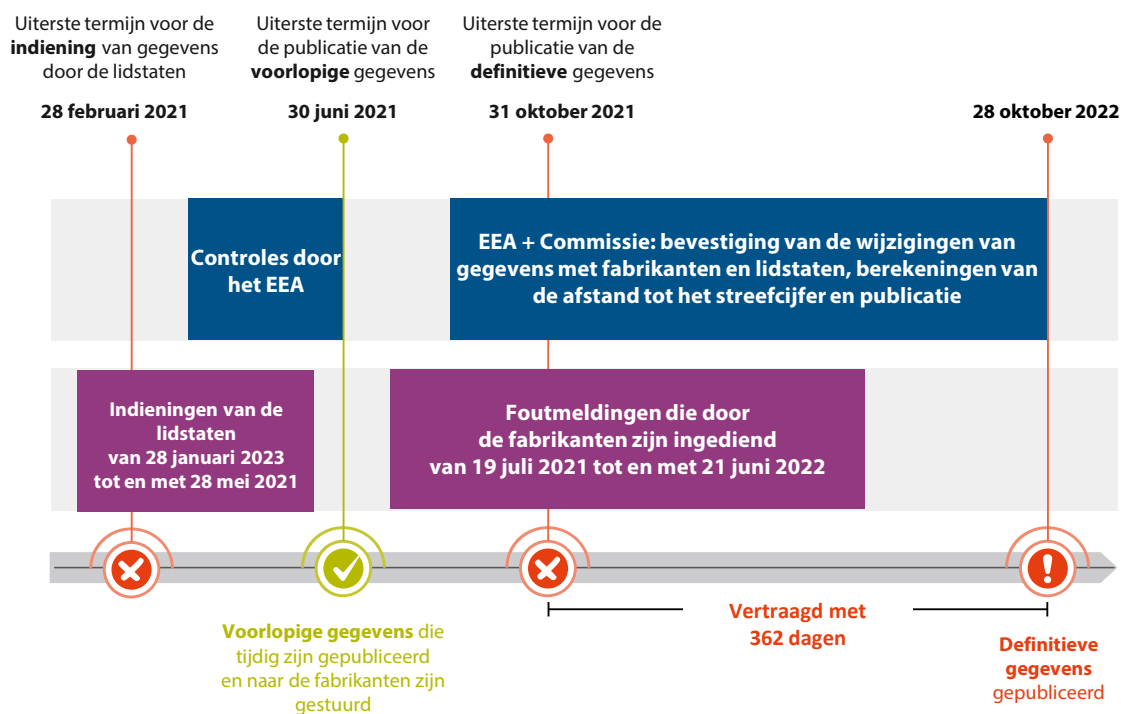 Uiterste termijn voor de
indiening van gegevens
door de lidstaten
28 februari 2021
Uiterste termijn voor
de publicatie van de
voorlopige gegevens
30 juni 2021
Uiterste termijn voor de
publicatie van de
definitieve gegevens
31 oktober 2021
28 oktober 2022
Controles door
het EEA
EEA + Commissie: bevestiging van de wijzigingen van
gegevens met fabrikanten en lidstaten, berekeningen van
de afstand tot het streefcijfer en publicatie
Indieningen van de
lidstaten
van 28 januari 2023
tot en met 28 mei 2021
Foutmeldingen die door
de fabrikanten zijn ingediend
van 19 juli 2021 tot en met 21 juni 2022
Voorlopige gegevens die
tijdig zijn gepubliceerd
en naar de fabrikanten zijn
gestuurd
Vertraagd met
362 dagen
Definitieve
gegevens
gepubliceerd